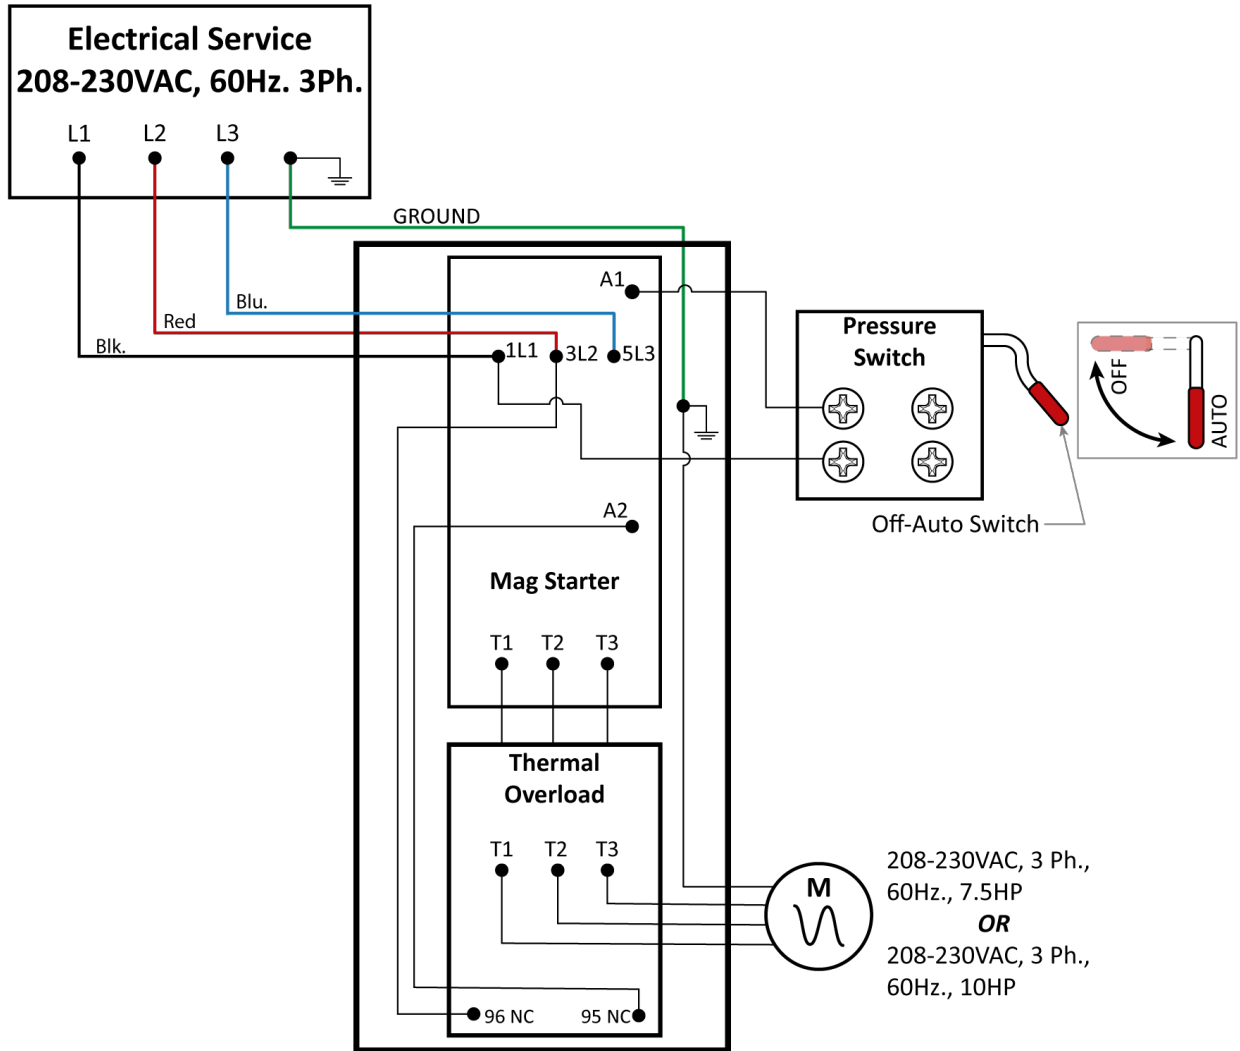 Electrical Service
208-230VAC, 60Hz. 3Ph.
L1
L2
L3
GROUND
A1
Blu.
Red
Blk.
1L1
3L2
5L3
Pressure
Switch
OFF
AUTO
A2
Off-Auto Switch
Mag Starter
T1
T2
T3
Thermal
Overload
T1
T2
T3
M
208-230VAC, 3 Ph.,
60Hz., 7.5HP
OR
208-230VAC, 3 Ph.,
60Hz., 10HP
96 NC
95 NC